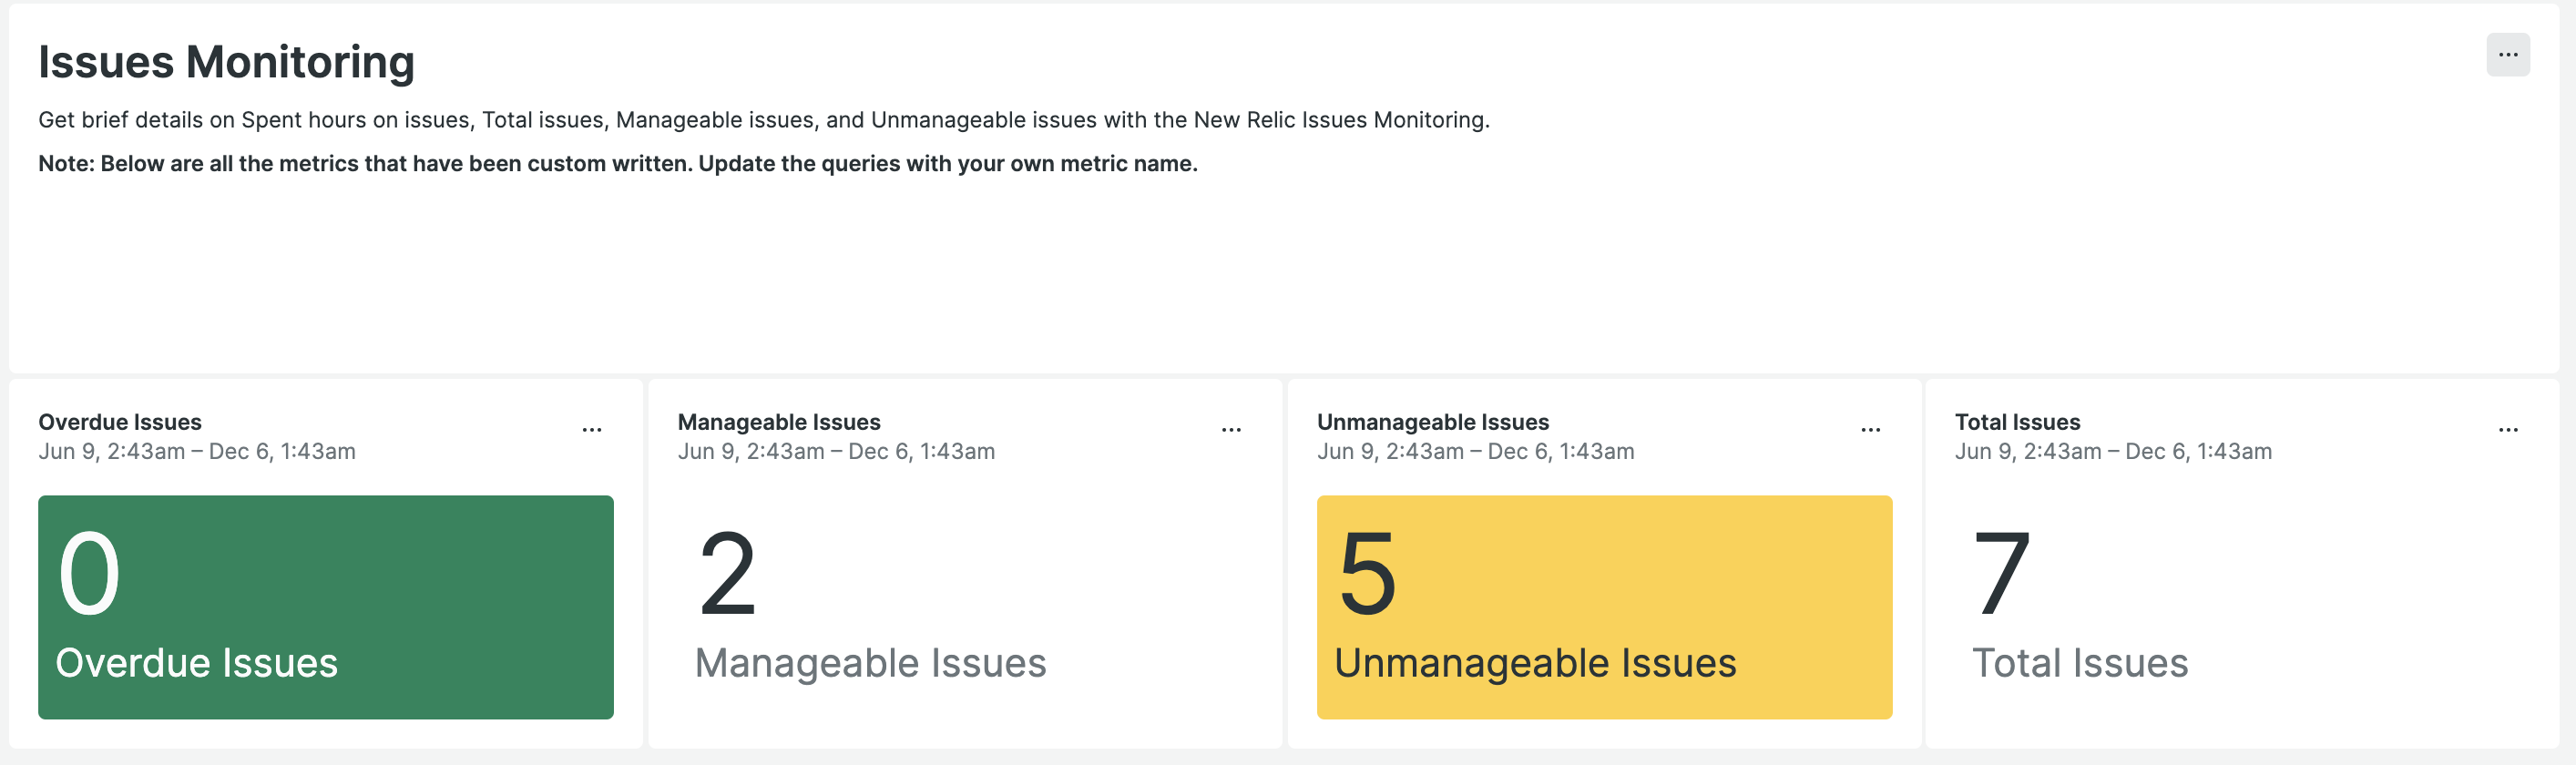 Issues Monitoring
...
Get brief details on Spent hours on issues, Total issues, Manageable issues, and Unmanageable issues with the New Relic Issues Monitoring.
Note: Below are all the metrics that have been custom written. Update the queries with your own metric name.
Overdue Issues
...
Jun 9, 2:43am – Dec 6, 1:43am
0
Overdue Issues
Manageable Issues
...
Jun 9, 2:43am – Dec 6, 1:43am
2
Manageable Issues
Unmanageable Issues
...
Jun 9, 2:43am – Dec 6, 1:43am
5
Unmanageable Issues
Total Issues
...
Jun 9, 2:43am – Dec 6, 1:43am
7
Total Issues